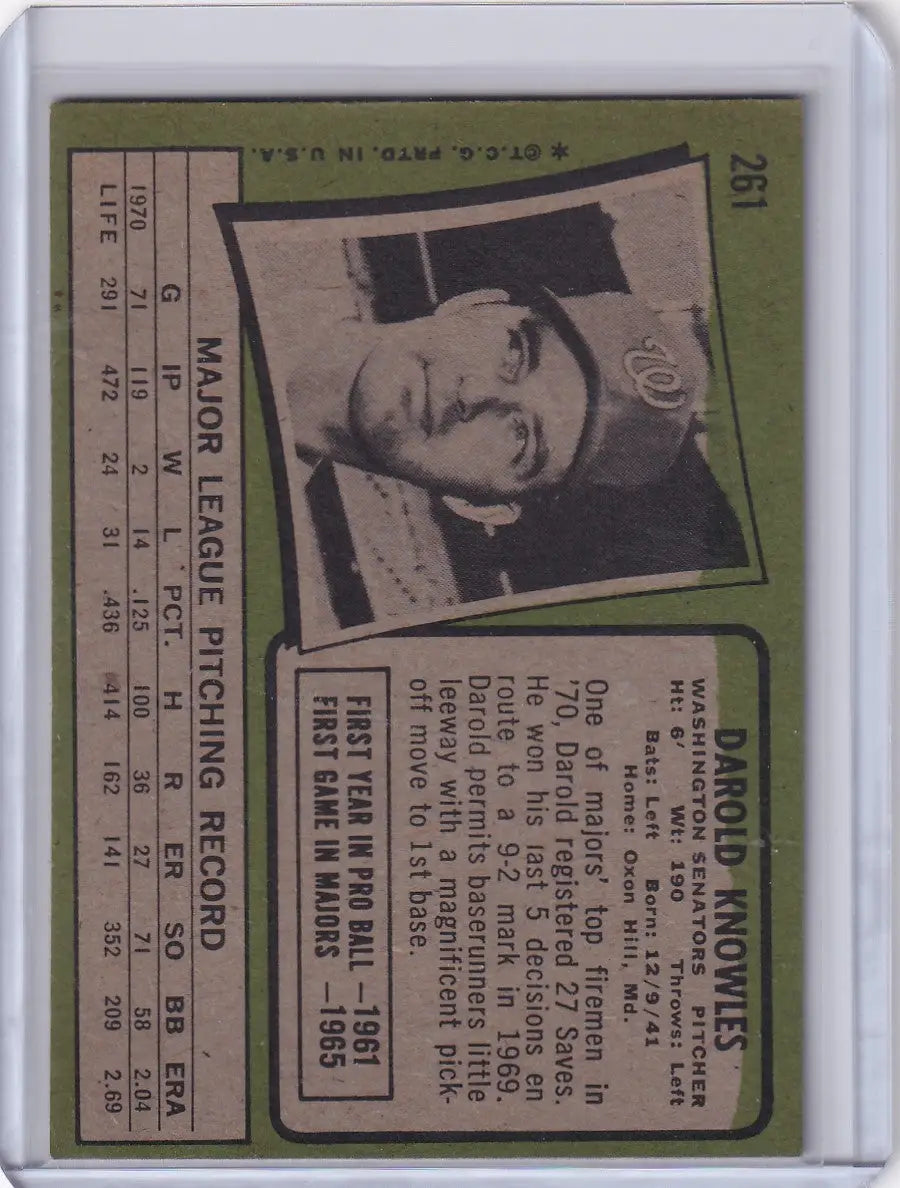 261
*©T.C.G. PRTD. IN U.S.A.
W
DAROLD KNOWLES
WASHINGTON SENATORS PITCHER
Ht: 6' Wt: 190 Throws: Left
Bats: Left Born: 12/9/41
Home: Oxon Hill, Md.
One of majors' top firemen in
'70, Darold registered 27 Saves.
He won his last 5 decisions en
route to a 9-2 mark in 1969.
Darold permits baserunners little
leeway with a magnificent pick-
off move to 1st base.
FIRST YEAR IN PRO BALL —1961
FIRST GAME IN MAJORS —1965
MAJOR LEAGUE PITCHING RECORD
G IP W L PCT. H R ER SO BB ERA
1970 71 119 2 14 .125 100 36 27 71 58 2.04
LIFE 291 472 24 31 .436 414 162 141 352 209 2.69